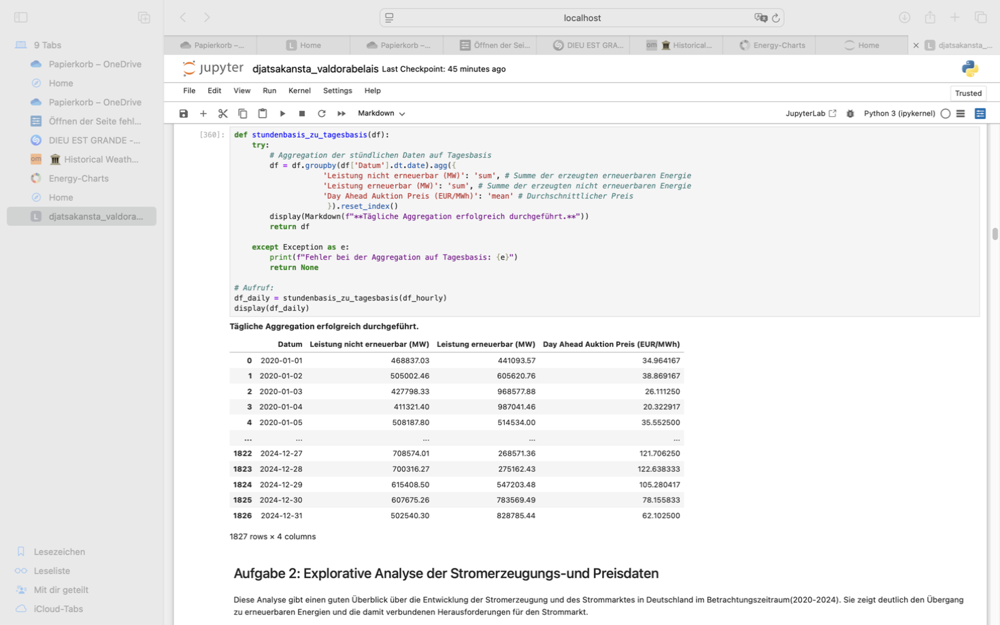 localhost
9 Tabs
Papierkorb – OneDrive
Home
Papierkorb – OneDrive
Öffnen der Seite fehl...
DIEU EST GRANDE -...
om Historical Weath...
Energy-Charts
Home
L djatsakansta_valdora...
Lesezeichen
Leseliste
Mit dir geteilt
iCloud-Tabs
Papierkorb –... L Home Papierkorb –... Öffnen der Sei... DIEU EST GRA... om Historical... Energy-Charts Home L djatsakansta_...
jupyter djatsakansta_valdorabelais Last Checkpoint: 45 minutes ago
File Edit View Run Kernel Settings Help Trusted
Markdown JupyterLab Python 3 (ipykernel)
[360]: def stundenbasis_zu_tagesbasis(df):
try:
# Aggregation der stündlichen Daten auf Tagesbasis
df = df.groupby(df['Datum'].dt.date).agg({
'Leistung nicht erneuerbar (MW)': 'sum', # Summe der erzeugten erneuerbaren Energie
'Leistung erneuerbar (MW)': 'sum', # Summe der erzeugten nicht erneuerbaren Energie
'Day Ahead Auktion Preis (EUR/MWh)': 'mean' # Durchschnittlicher Preis
}).reset_index()
display(Markdown(f"**Tägliche Aggregation erfolgreich durchgeführt.**"))
return df
except Exception as e:
print(f"Fehler bei der Aggregation auf Tagesbasis: {e}")
return None
# Aufruf:
df_daily = stundenbasis_zu_tagesbasis(df_hourly)
display(df_daily)
Tägliche Aggregation erfolgreich durchgeführt.
Datum Leistung nicht erneuerbar (MW) Leistung erneuerbar (MW) Day Ahead Auktion Preis (EUR/MWh)
0 2020-01-01 468837.03 441093.57 34.964167
1 2020-01-02 505002.46 605620.76 38.869167
2 2020-01-03 427798.33 968577.88 26.111250
3 2020-01-04 411321.40 987041.46 20.322917
4 2020-01-05 508187.80 514534.00 35.552500
... ... ... ... ...
1822 2024-12-27 708574.01 268571.36 121.706250
1823 2024-12-28 700316.27 275162.43 122.638333
1824 2024-12-29 615408.50 547203.48 105.280417
1825 2024-12-30 607675.26 783569.49 78.155833
1826 2024-12-31 502540.30 828785.44 62.102500
1827 rows × 4 columns
Aufgabe 2: Explorative Analyse der Stromerzeugungs-und Preisdaten
Diese Analyse gibt einen guten Überblick über die Entwicklung der Stromerzeugung und des Strommarktes in Deutschland im Betrachtungszeitraum(2020-2024). Sie zeigt deutlich den Übergang
zu erneuerbaren Energien und die damit verbundenen Herausforderungen für den Strommarkt.